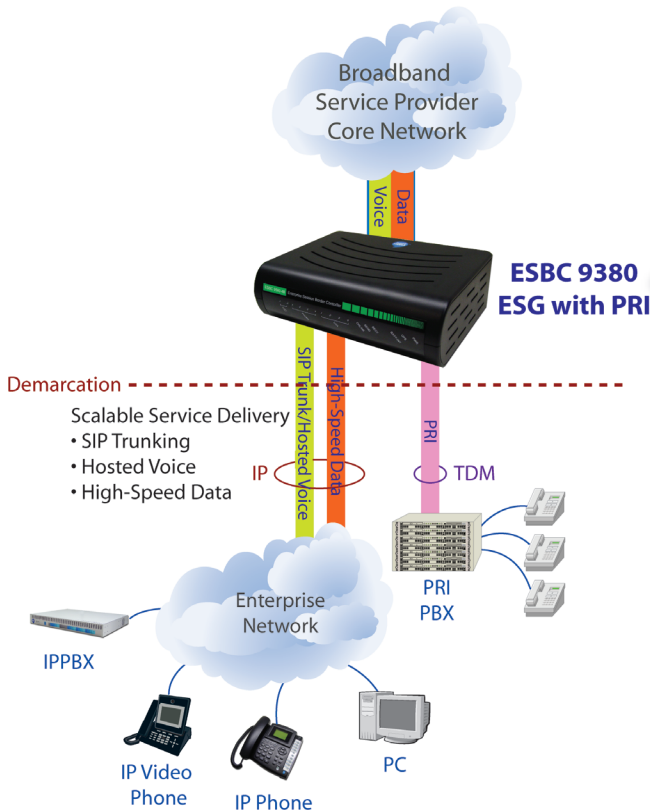 Broadband
Service Provider
Core Network
Voice
Data
ESBC 9380
ESG with PRI
SIP Trunk/Hosted Voice
High-Speed Data
PRI
Demarcation
Scalable Service Delivery
• SIP Trunking
• Hosted Voice
• High-Speed Data
IP
TDM
PRI
PBX
Enterprise
Network
IPPBX
IP Video
Phone
IP Phone
PC